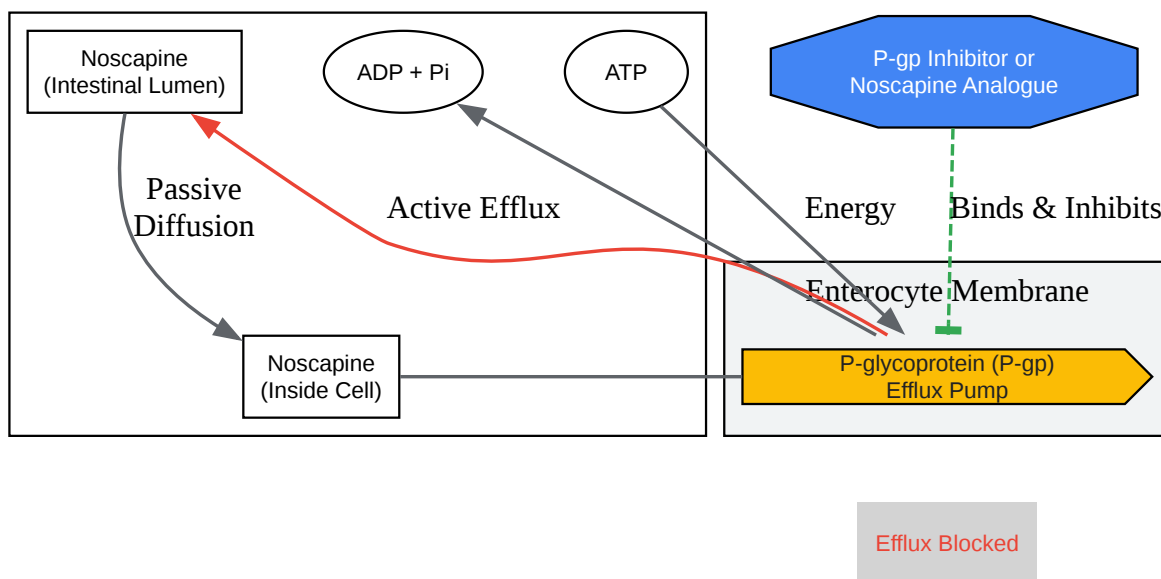 Noscapine
(Intestinal Lumen)
ADP + Pi
ATP
P-gp Inhibitor or
Noscapine Analogue
Passive
Diffusion
Active Efflux
Energy
Binds & Inhibits
Enterocyte Membrane
Noscapine
(Inside Cell)
P-glycoprotein (P-gp)
Efflux Pump
Efflux Blocked